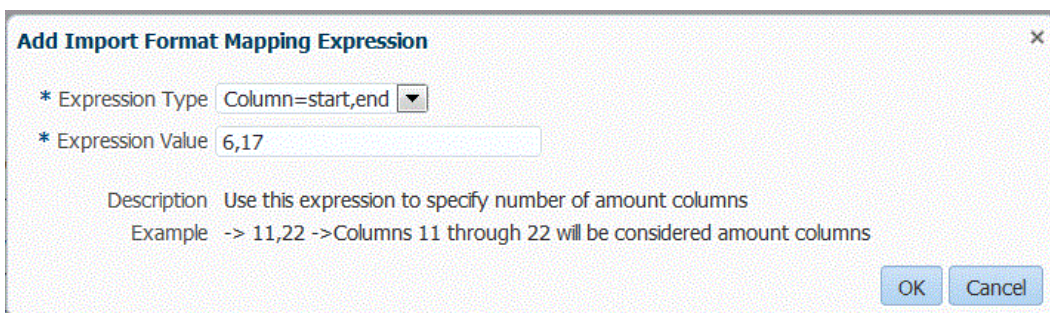 Add Import Format Mapping Expression ×
* Expression Type Column=start,end
* Expression Value 6,17
Description Use this expression to specify number of amount columns
Example -> 11,22 ->Columns 11 through 22 will be considered amount columns
OK Cancel